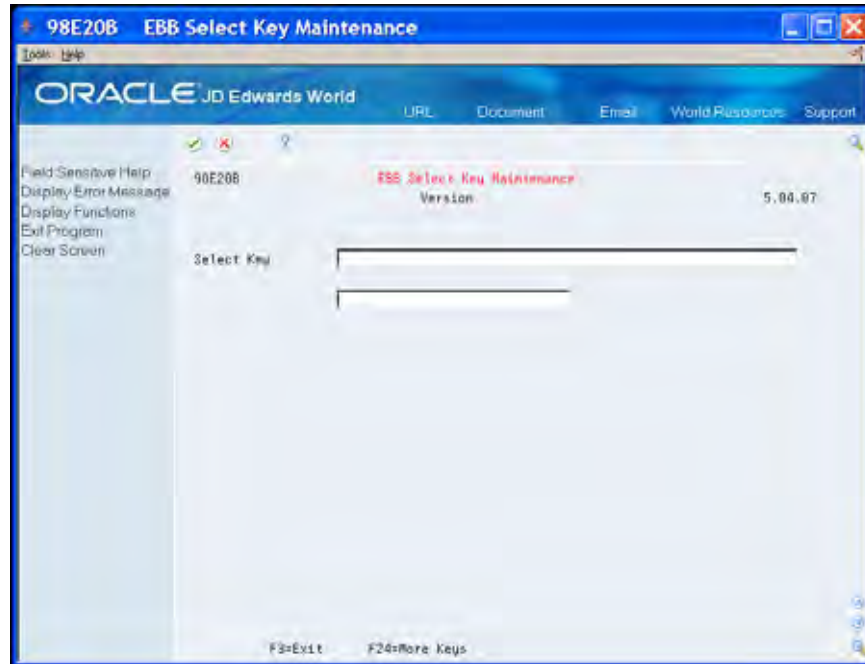 98E20B EBB Select Key Maintenance
Tools Help
ORACLE JD Edwards World
URL Document Email World Resources Support
Field Sensitive Help
Display Error Message
Display Functions
Exit Program
Clear Screen
98E20B EBB Select Key Maintenance
Version 5.04.07
Select Key
F3=Exit F24=More Keys